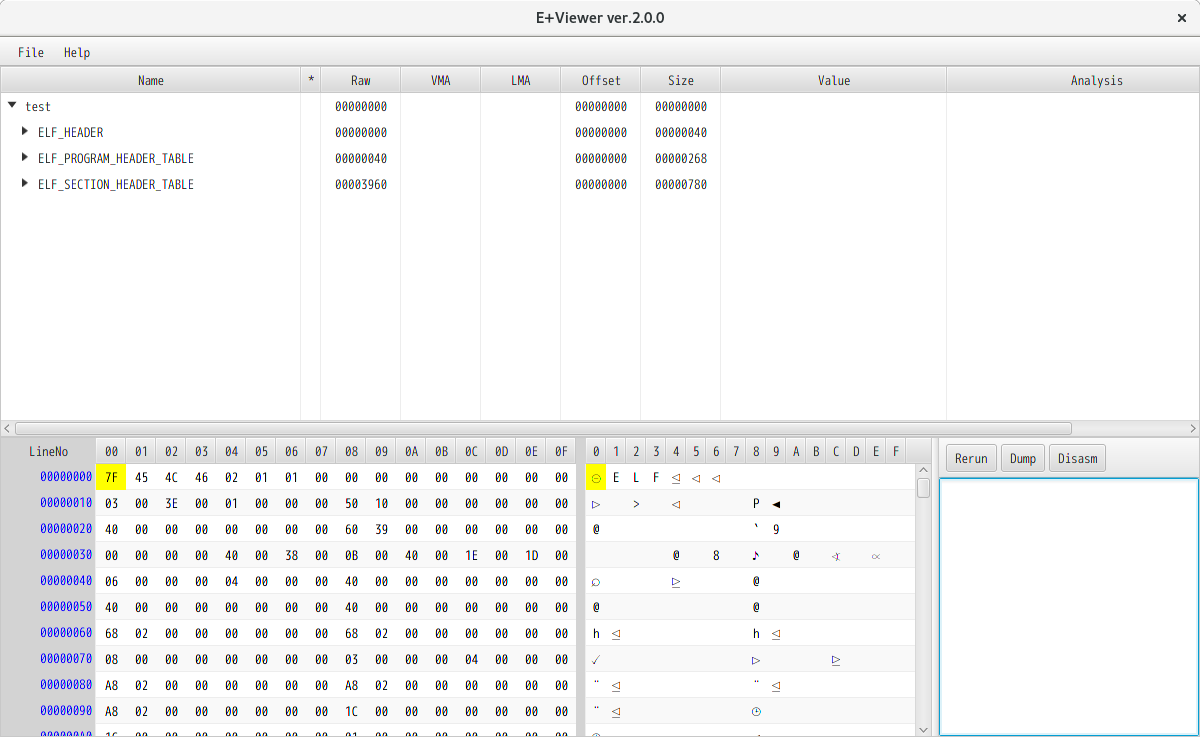 E+Viewer ver.2.0.0 ×
File Help
Name * Raw VMA LMA Offset Size Value Analysis
test 00000000 00000000 00000000
ELF_HEADER 00000000 00000000 00000040
ELF_PROGRAM_HEADER_TABLE 00000040 00000000 00000268
ELF_SECTION_HEADER_TABLE 00003960 00000000 00000780
LineNo 00 01 02 03 04 05 06 07 08 09 0A 0B 0C 0D 0E 0F 0 1 2 3 4 5 6 7 8 9 A B C D E F Rerun Dump Disasm
00000000 7F 45 4C 46 02 01 01 00 00 00 00 00 00 00 00 00 E L F ⊴ ◁ ◁
00000010 03 00 3E 00 01 00 00 00 50 10 00 00 00 00 00 00 ▷ > ◁ P ◀
00000020 40 00 00 00 00 00 00 00 60 39 00 00 00 00 00 00 @ ` 9
00000030 00 00 00 00 40 00 38 00 0B 00 40 00 1E 00 1D 00 @ 8 ♪ @
00000040 06 00 00 00 04 00 00 00 40 00 00 00 00 00 00 00 ⊵ @
00000050 40 00 00 00 00 00 00 00 40 00 00 00 00 00 00 00 @ @
00000060 68 02 00 00 00 00 00 00 68 02 00 00 00 00 00 00 h ⊴ h ⊴
00000070 08 00 00 00 00 00 00 00 03 00 00 00 04 00 00 00 ✓ ▷ ⊵
00000080 A8 02 00 00 00 00 00 00 A8 02 00 00 00 00 00 00 ¨ ⊴ ¨ ⊴
00000090 A8 02 00 00 00 00 00 00 1C 00 00 00 00 00 00 00 ¨ ⊴